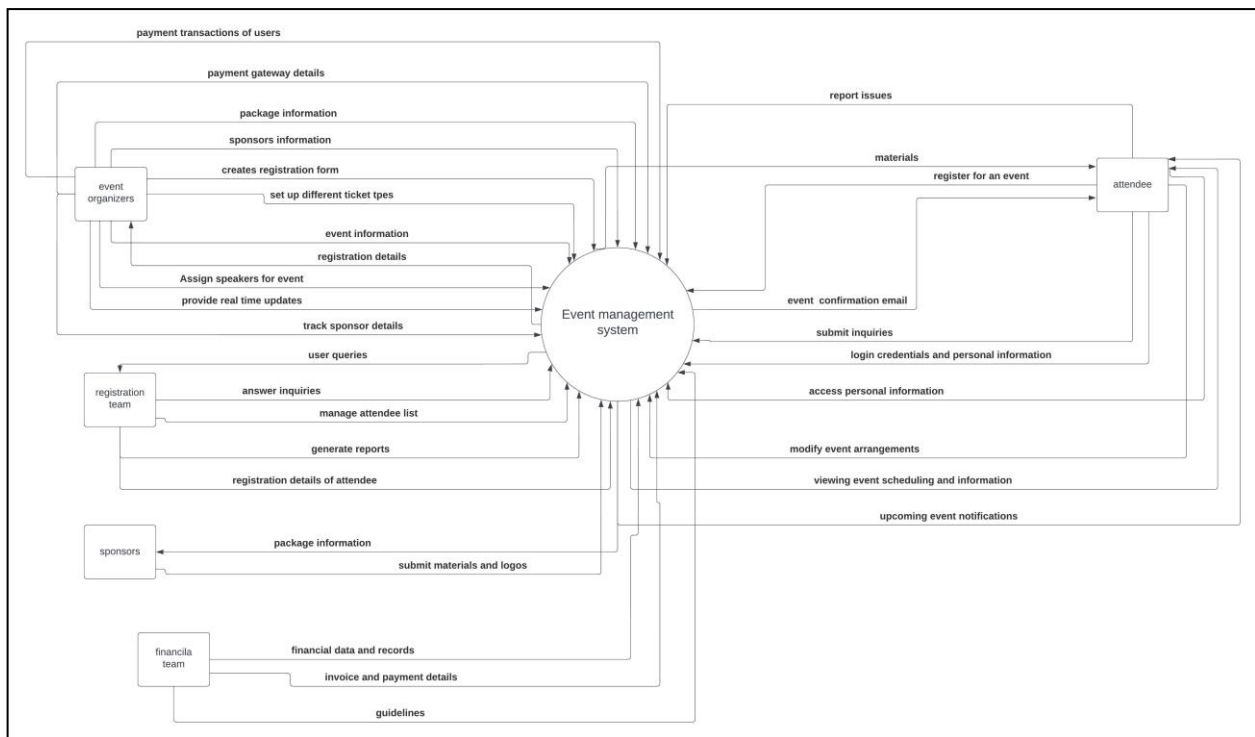 payment transactions of users
payment gateway details
package information
sponsors information
creates registration form
set up different ticket tpes
event information
registration details
Assign speakers for event
provide real time updates
track sponsor details
event
organizers
user queries
registration
team
answer inquiries
manage attendee list
generate reports
registration details of attendee
sponsors
package information
submit materials and logos
financila
team
financial data and records
invoice and payment details
guidelines
Event management
system
report issues
materials
register for an event
attendee
event confirmation email
submit inquiries
login credentials and personal information
access personal information
modify event arrangements
viewing event scheduling and information
upcoming event notifications